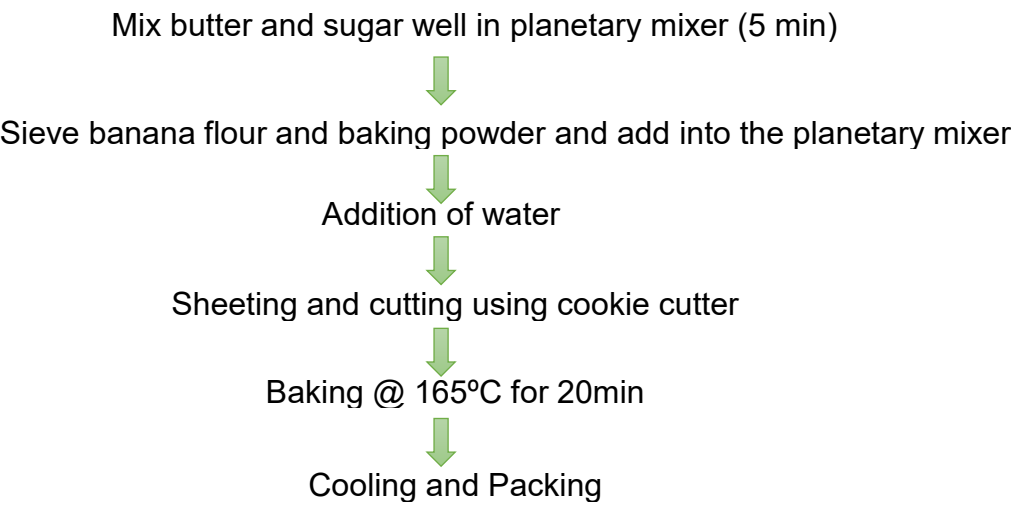 Mix butter and sugar well in planetary mixer (5 min)
Sieve banana flour and baking powder and add into the planetary mixer
Addition of water
Sheeting and cutting using cookie cutter
Baking @ 165ºC for 20min
Cooling and Packing